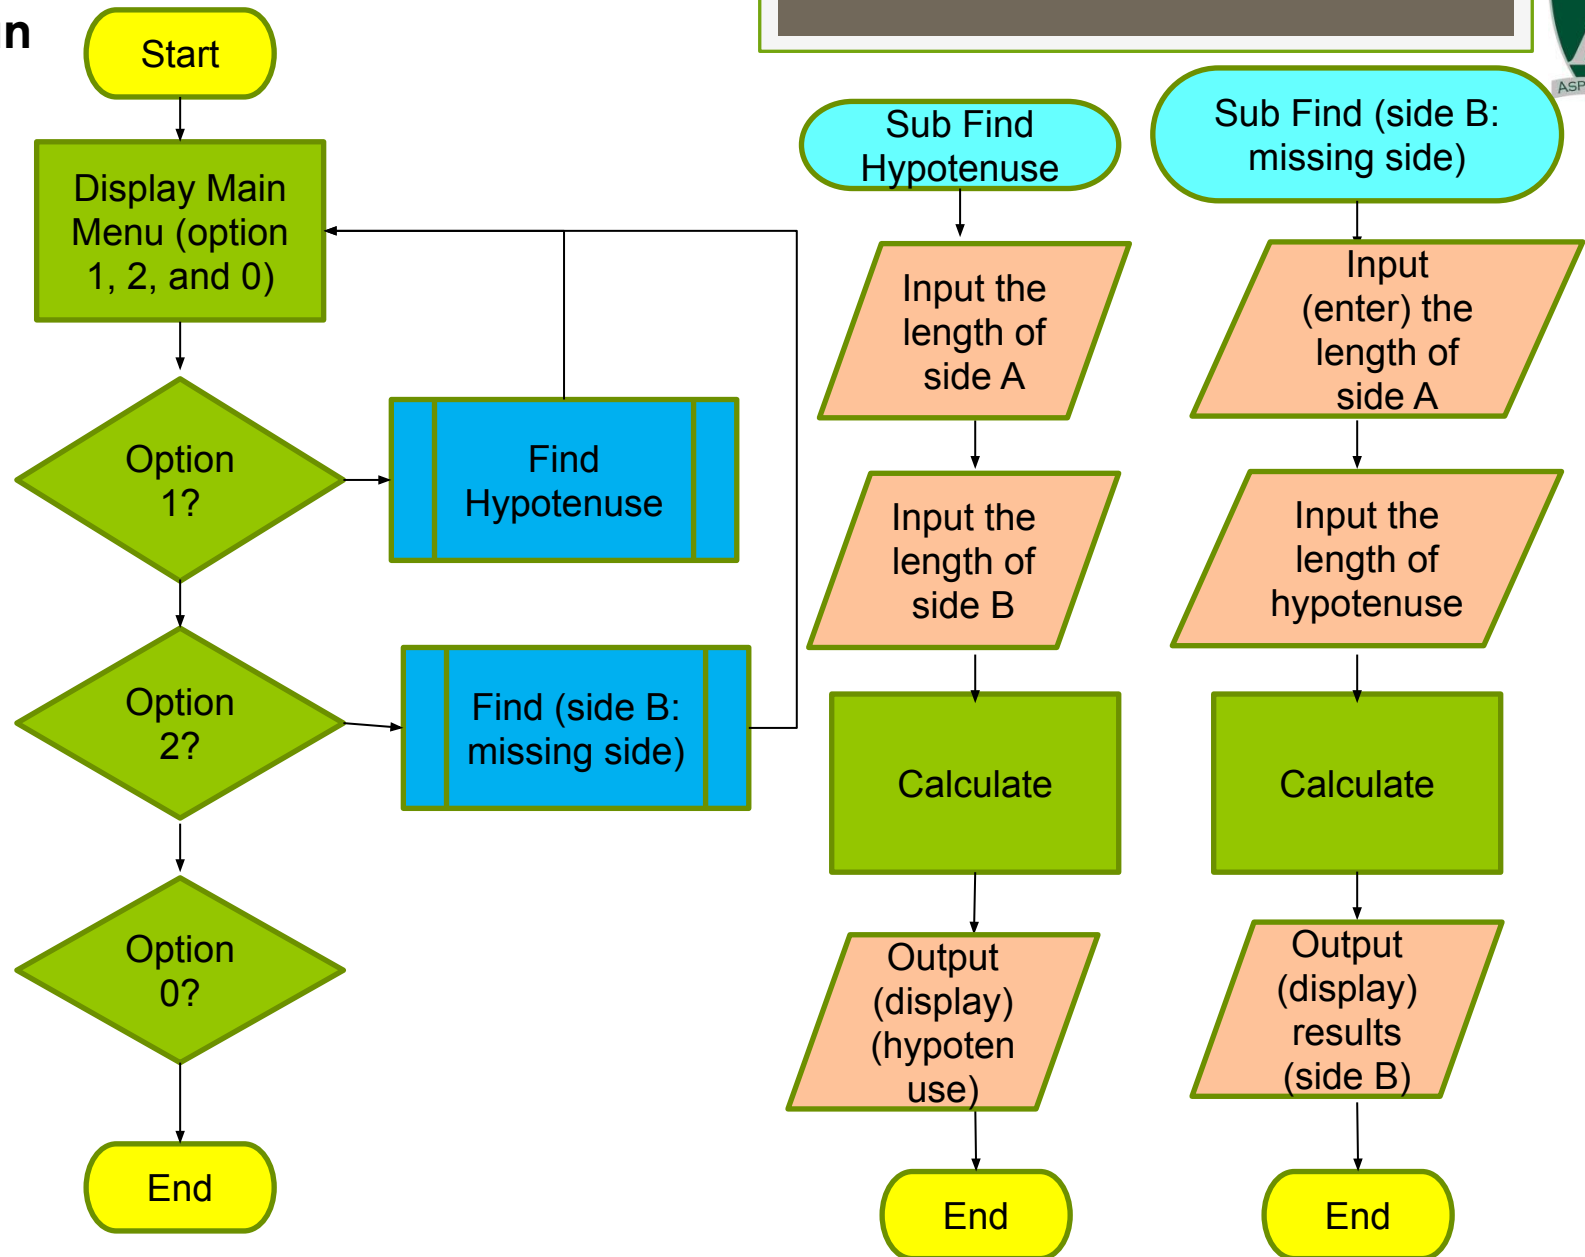 Start
Display Main
Menu (option
1, 2, and 0)
Option
1?
Find
Hypotenuse
Option
2?
Find (side B:
missing side)
Option
0?
End
Sub Find
Hypotenuse
Input the
length of
side A
Input the
length of
side B
Calculate
Output
(display)
(hypoten
use)
End
Sub Find (side B:
missing side)
Input
(enter) the
length of
side A
Input the
length of
hypotenuse
Calculate
Output
(display)
results
(side B)
End